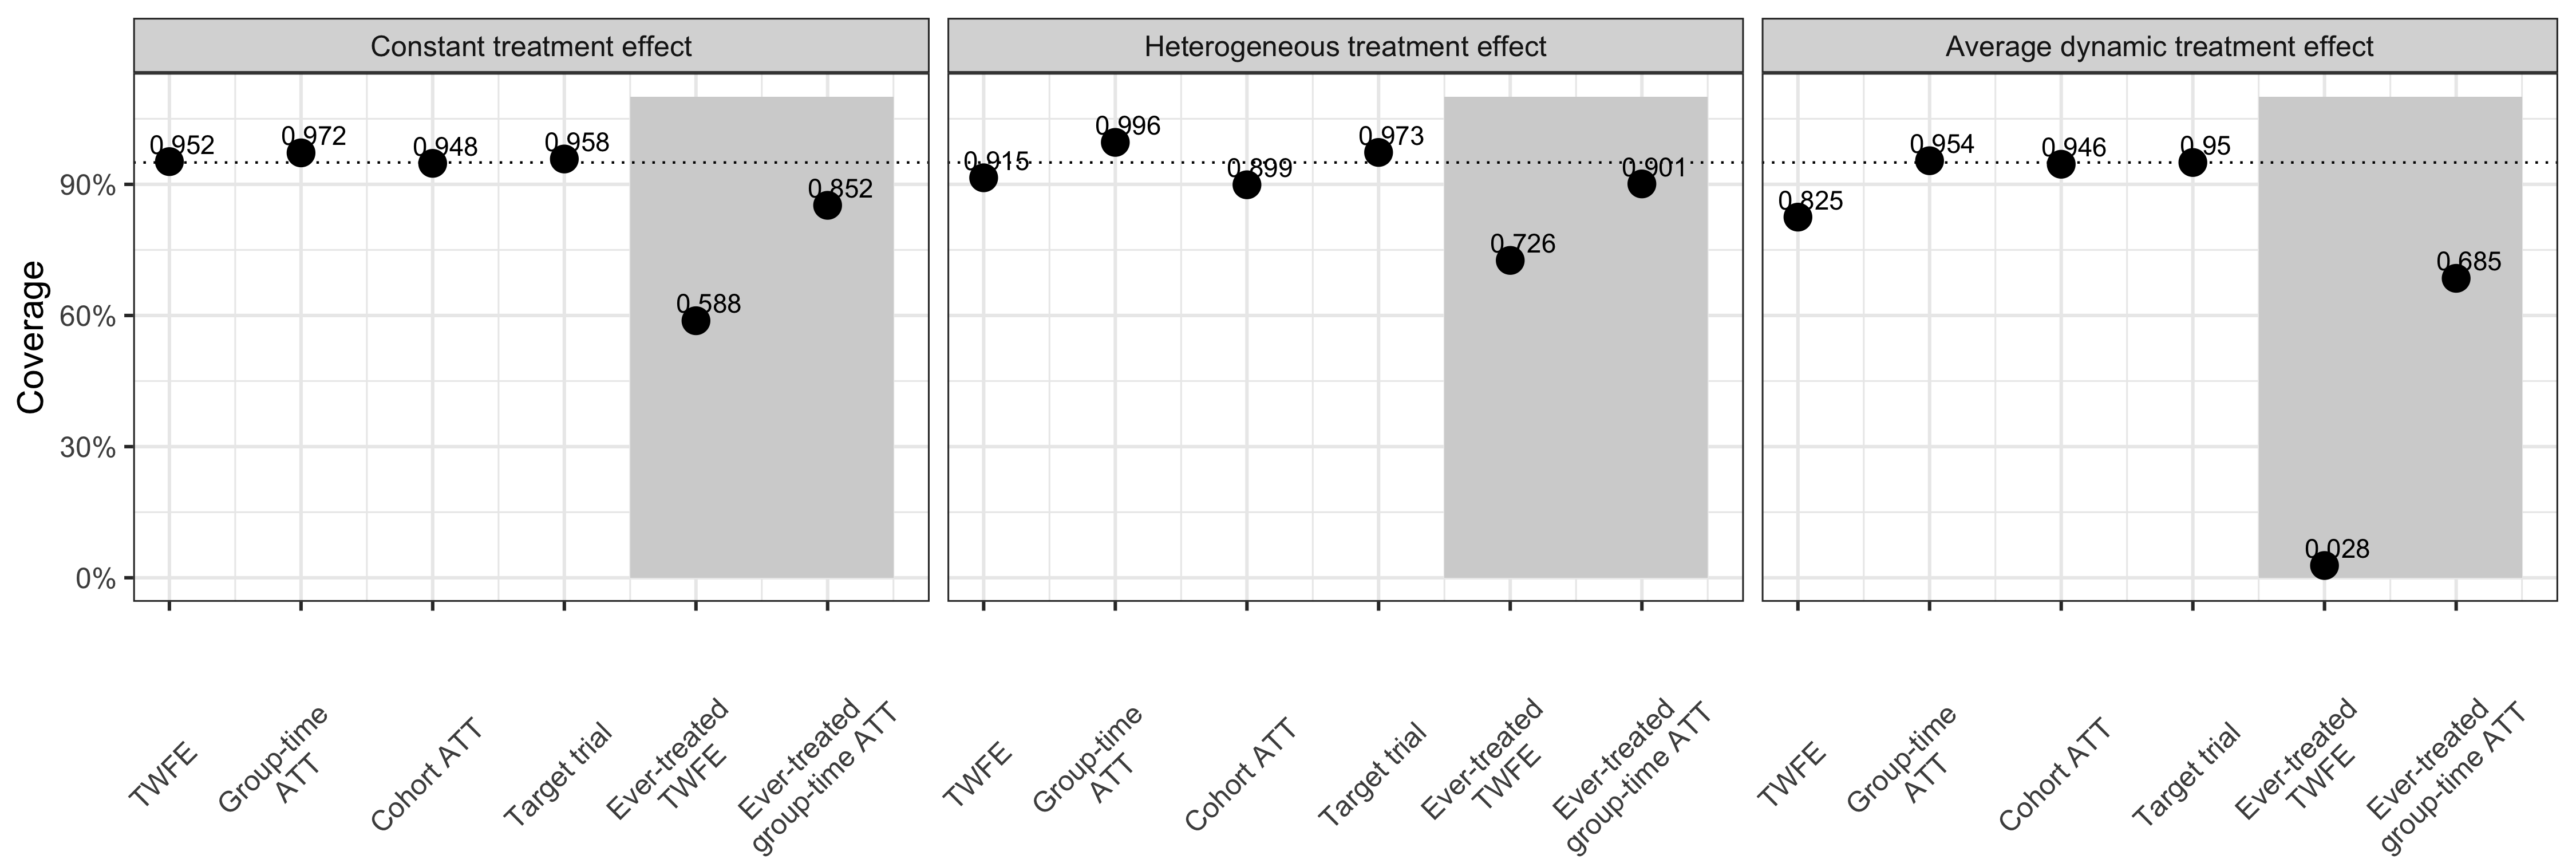 Constant treatment effect
Heterogeneous treatment effect
Average dynamic treatment effect
Coverage
90%
60%
30%
0%
0.952
0.972
0.948
0.958
0.588
0.852
0.915
0.996
0.899
0.973
0.726
0.901
0.825
0.954
0.946
0.95
0.028
0.685
TWFE
Group-time
ATT
Cohort ATT
Target trial
Ever-treated
TWFE
Ever-treated
group-time ATT
TWFE
Group-time
ATT
Cohort ATT
Target trial
Ever-treated
TWFE
Ever-treated
group-time ATT
TWFE
Group-time
ATT
Cohort ATT
Target trial
Ever-treated
TWFE
Ever-treated
group-time ATT